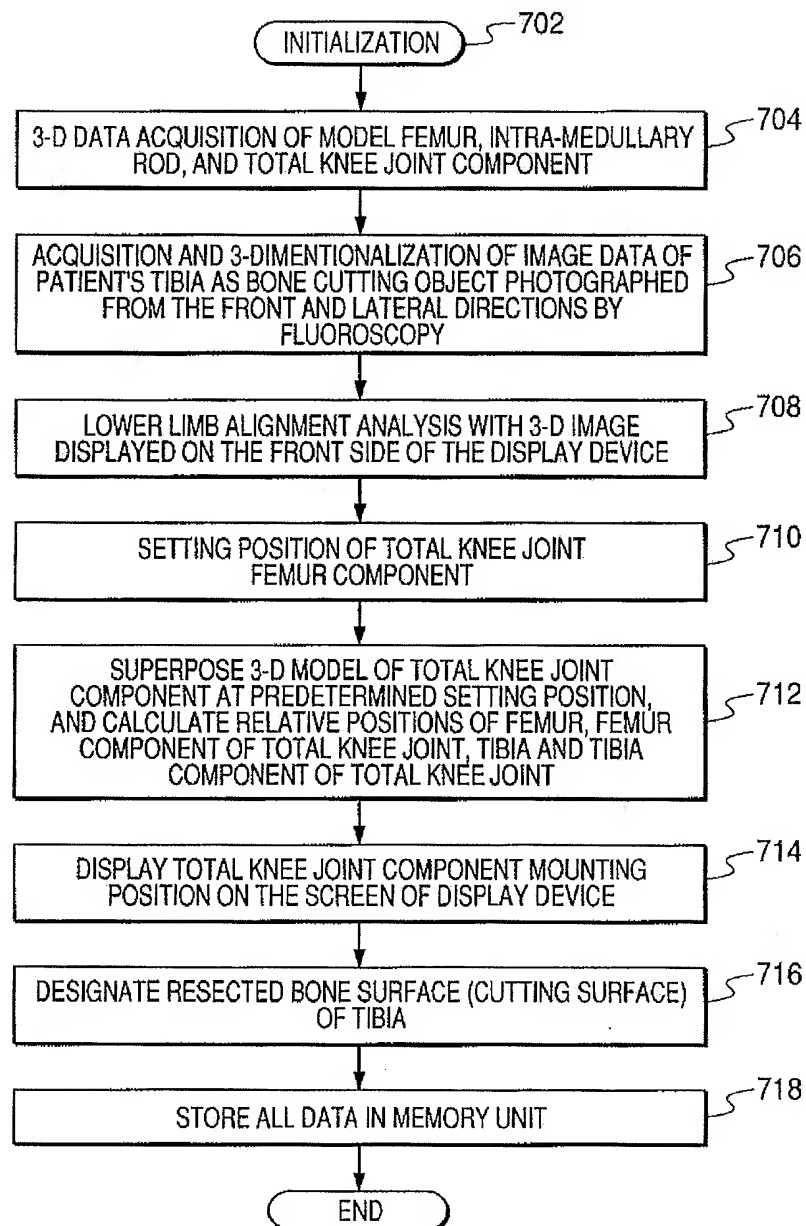 INITIALIZATION
702
3-D DATA ACQUISITION OF MODEL FEMUR, INTRA-MEDULLARY
ROD, AND TOTAL KNEE JOINT COMPONENT
704
ACQUISITION AND 3-DIMENTIONALIZATION OF IMAGE DATA OF
PATIENT'S TIBIA AS BONE CUTTING OBJECT PHOTOGRAPHED
FROM THE FRONT AND LATERAL DIRECTIONS BY
FLUOROSCOPY
706
LOWER LIMB ALIGNMENT ANALYSIS WITH 3-D IMAGE
DISPLAYED ON THE FRONT SIDE OF THE DISPLAY DEVICE
708
SETTING POSITION OF TOTAL KNEE JOINT
FEMUR COMPONENT
710
SUPERPOSE 3-D MODEL OF TOTAL KNEE JOINT
COMPONENT AT PREDETERMINED SETTING POSITION,
AND CALCULATE RELATIVE POSITIONS OF FEMUR, FEMUR
COMPONENT OF TOTAL KNEE JOINT, TIBIA AND TIBIA
COMPONENT OF TOTAL KNEE JOINT
712
DISPLAY TOTAL KNEE JOINT COMPONENT MOUNTING
POSITION ON THE SCREEN OF DISPLAY DEVICE
714
DESIGNATE RESECTED BONE SURFACE (CUTTING SURFACE)
OF TIBIA
716
STORE ALL DATA IN MEMORY UNIT
718
END